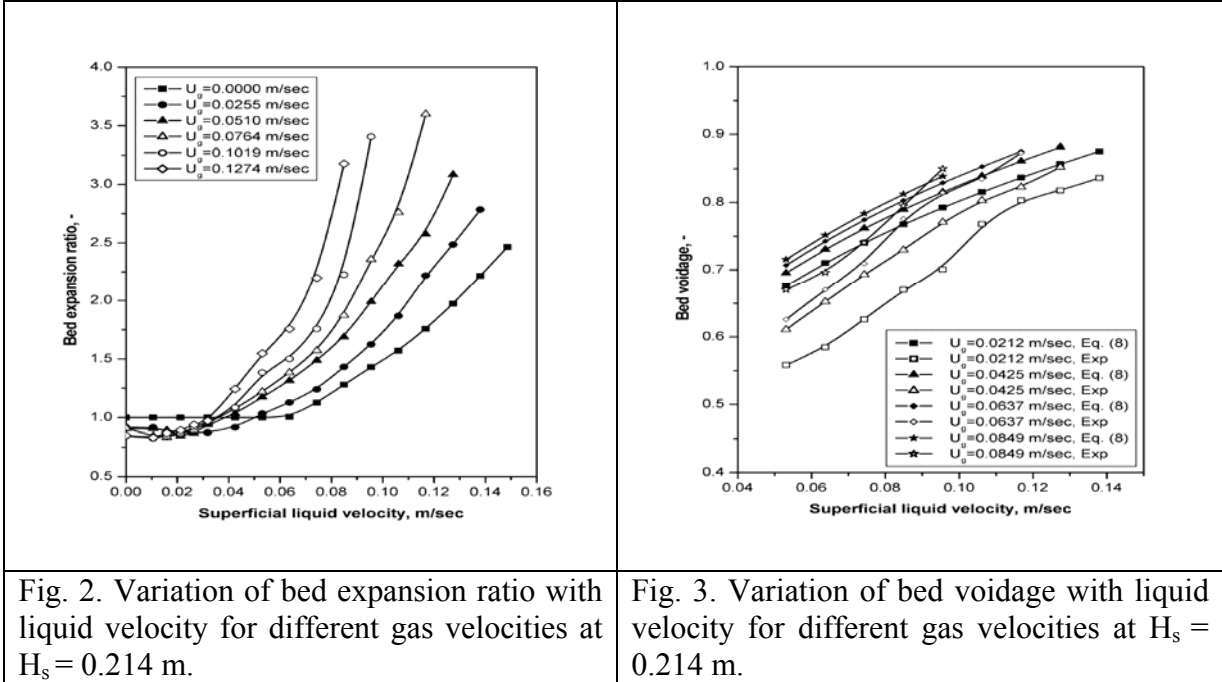 4.0
3.5
3.0
2.5
2.0
1.5
1.0
0.5
0.00 0.02 0.04 0.06 0.08 0.10 0.12 0.14 0.16
Bed expansion ratio, -
Superficial liquid velocity, m/sec
U_g=0.0000 m/sec
U_g=0.0255 m/sec
U_g=0.0510 m/sec
U_g=0.0764 m/sec
U_g=0.1019 m/sec
U_g=0.1274 m/sec
1.0
0.9
0.8
0.7
0.6
0.5
0.4
0.04 0.06 0.08 0.10 0.12 0.14
Bed voidage, -
Superficial liquid velocity, m/sec
U_g=0.0212 m/sec, Eq. (8)
U_g=0.0212 m/sec, Exp
U_g=0.0425 m/sec, Eq. (8)
U_g=0.0425 m/sec, Exp
U_g=0.0637 m/sec, Eq. (8)
U_g=0.0637 m/sec, Exp
U_g=0.0849 m/sec, Eq. (8)
U_g=0.0849 m/sec, Exp
Fig. 2. Variation of bed expansion ratio with
liquid velocity for different gas velocities at
H_s = 0.214 m.
Fig. 3. Variation of bed voidage with liquid
velocity for different gas velocities at H_s =
0.214 m.